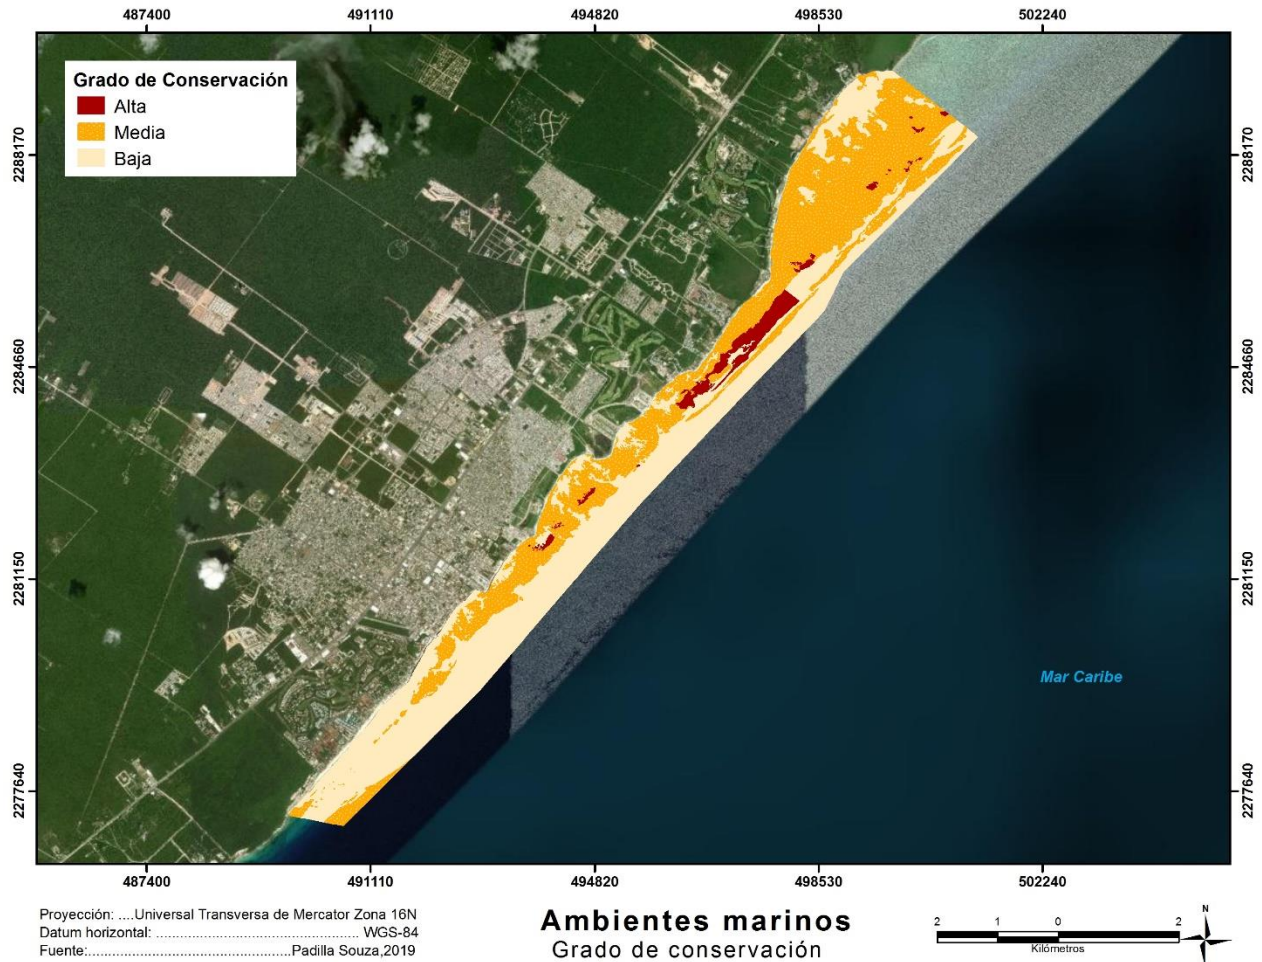 487400 491110 494820 498530 502240
Grado de Conservación
Alta
Media
Baja
2288170 2288170
2284660 2284660
2281150 2281150
Mar Caribe
2277640 2277640
487400 491110 494820 498530 502240
Proyección: ....Universal Transversa de Mercator Zona 16N
Datum horizontal: ....................................... WGS-84
Fuente:.......................................Padilla Souza,2019
Ambientes marinos
Grado de conservación
2 1 0 2
Kilómetros
N